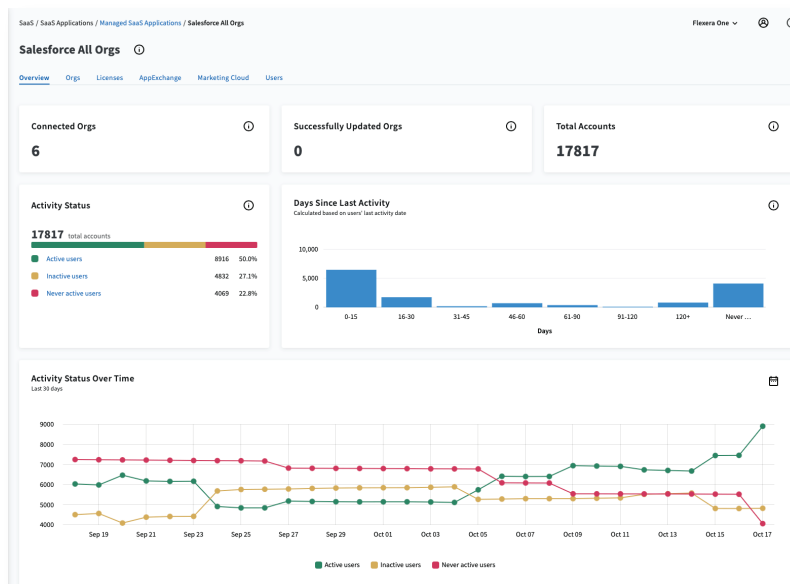 SaaS / SaaS Applications / Managed SaaS Applications / Salesforce All Orgs
Flexera One
Salesforce All Orgs
Overview Orgs Licenses AppExchange Marketing Cloud Users
Connected Orgs
6
Successfully Updated Orgs
0
Total Accounts
17817
Activity Status
17817 total accounts
Active users 8916 50.0%
Inactive users 4832 27.1%
Never active users 4069 22.8%
Days Since Last Activity
Calculated based on users' last activity date
10,000
5,000
0
0-15 16-30 31-45 46-60 61-90 91-120 120+ Never ...
Days
Activity Status Over Time
Last 30 days
9000
8000
7000
6000
5000
4000
Sep 19 Sep 21 Sep 23 Sep 25 Sep 27 Sep 29 Oct 01 Oct 03 Oct 05 Oct 07 Oct 09 Oct 11 Oct 13 Oct 15 Oct 17
Active users Inactive users Never active users